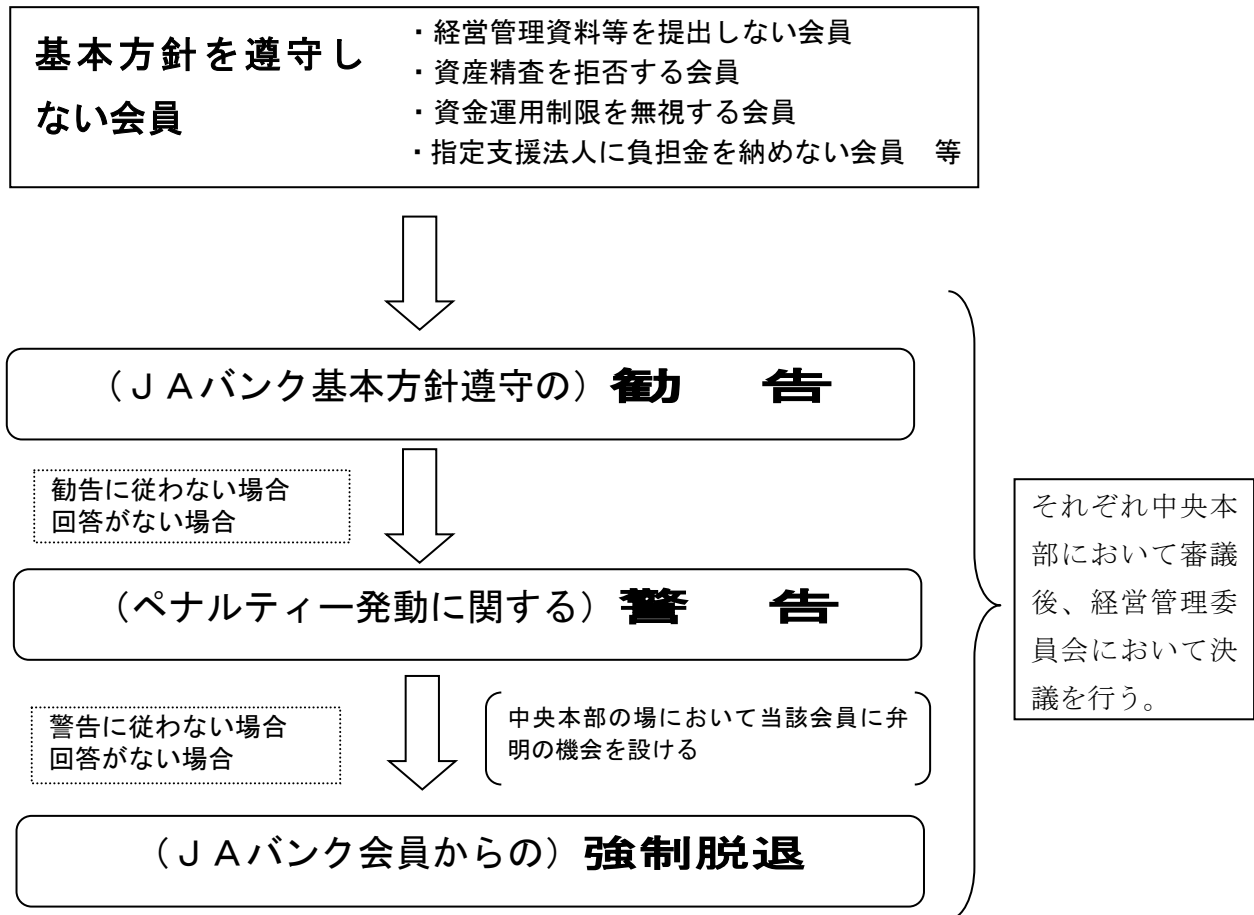 基本方針を遵守し
ない会員
・経営管理資料等を提出しない会員
・資産精査を拒否する会員
・資金運用制限を無視する会員
・指定支援法人に負担金を納めない会員　等
（ＪＡバンク基本方針遵守の）勧　告
勧告に従わない場合
回答がない場合
（ペナルティー発動に関する）警　告
警告に従わない場合
回答がない場合
中央本部の場において当該会員に弁
明の機会を設ける
（ＪＡバンク会員からの）強制脱退
それぞれ中央本
部において審議
後、経営管理委
員会において決
議を行う。